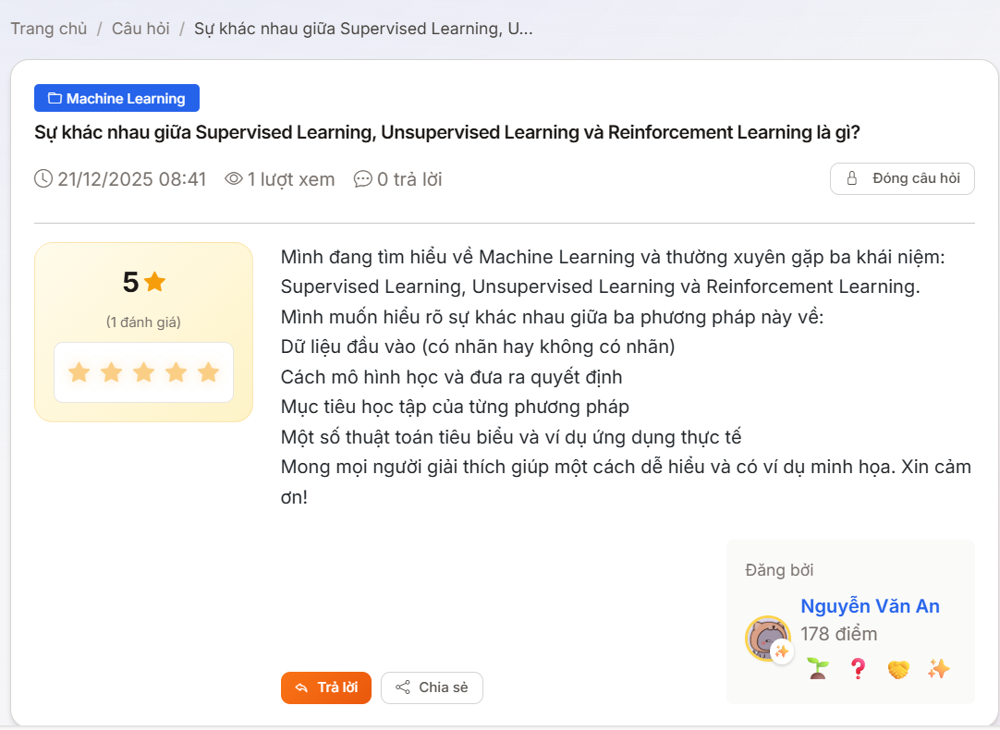 Trang chủ / Câu hỏi / Sự khác nhau giữa Supervised Learning, U...
Machine Learning
Sự khác nhau giữa Supervised Learning, Unsupervised Learning và Reinforcement Learning là gì?
21/12/2025 08:41 1 lượt xem 0 trả lời
Đóng câu hỏi
5
(1 đánh giá)
Mình đang tìm hiểu về Machine Learning và thường xuyên gặp ba khái niệm:
Supervised Learning, Unsupervised Learning và Reinforcement Learning.
Mình muốn hiểu rõ sự khác nhau giữa ba phương pháp này về:
Dữ liệu đầu vào (có nhãn hay không có nhãn)
Cách mô hình học và đưa ra quyết định
Mục tiêu học tập của từng phương pháp
Một số thuật toán tiêu biểu và ví dụ ứng dụng thực tế
Mong mọi người giải thích giúp một cách dễ hiểu và có ví dụ minh họa. Xin cảm
ơn!
Đăng bởi
Nguyễn Văn An
178 điểm
Trả lời
Chia sẻ